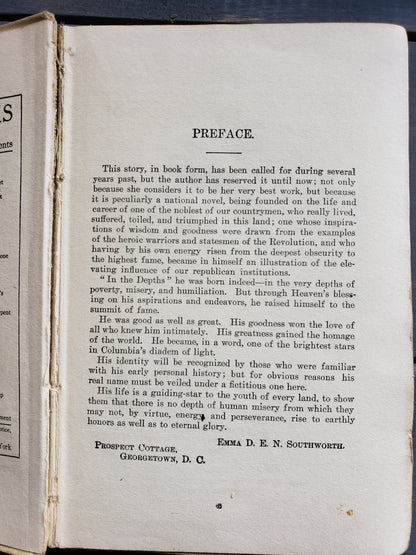 KS
ents
et
r
one
's
pent
s
p
ment
otice,
York
PREFACE.
This story, in book form, has been called for during several
years past, but the author has reserved it until now; not only
because she considers it to be her very best work, but because
it is peculiarly a national novel, being founded on the life and
career of one of the noblest of our countrymen, who really lived,
suffered, toiled, and triumphed in this land; one whose inspira-
tions of wisdom and goodness were drawn from the examples
of the heroic warriors and statesmen of the Revolution, and who
having by his own energy risen from the deepest obscurity to
the highest fame, became in himself an illustration of the ele-
vating influence of our republican institutions.
"In the Depths" he was born indeed—in the very depths of
poverty, misery, and humiliation. But through Heaven's bless-
ing on his aspirations and endeavors, he raised himself to the
summit of fame.
He was good as well as great. His goodness won the love of
all who knew him intimately. His greatness gained the homage
of the world. He became, in a word, one of the brightest stars
in Columbia's diadem of light.
His identity will be recognized by those who were familiar
with his early personal history; but for obvious reasons his
real name must be veiled under a fictitious one here.
His life is a guiding-star to the youth of every land, to show
them that there is no depth of human misery from which they
may not, by virtue, energy and perseverance, rise to earthly
honors as well as to eternal glory.
EMMA D. E. N. SOUTHWORTH.
PROSPECT COTTAGE,
GEORGETOWN, D. C.